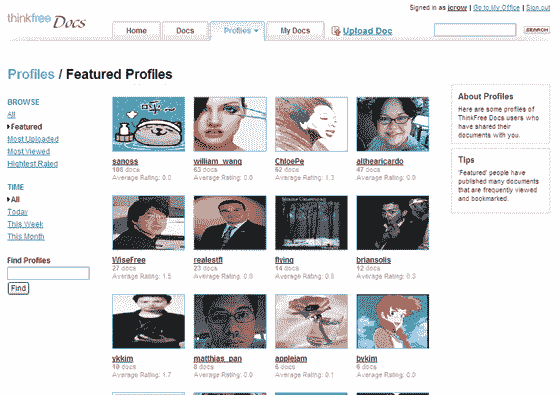 Signed in as jcrow | Go to My Office | Sign out
thinkfree Docs
Home
Docs
Profiles
My Docs
Upload Doc
SEARCH
Profiles / Featured Profiles
BROWSE
All
Featured
Most Uploaded
Most Viewed
Highest Rated
TIME
All
Today
This Week
This Month
Find Profiles
Find
sanoss
william_wang
ChloePe
althearicardo
106 docs
63 docs
62 docs
47 docs
Average Rating: 0.0
Average Rating: 0.0
Average Rating: 1.3
Average Rating: 0.0
WiseFree
realestfl
flying
briansolis
27 docs
23 docs
14 docs
12 docs
Average Rating: 1.5
Average Rating: 0.0
Average Rating: 0.8
Average Rating: 0.3
ykkim
matthias_pan
applejam
bykim
10 docs
8 docs
6 docs
6 docs
Average Rating: 1.7
Average Rating: 0.0
Average Rating: 0.1
Average Rating: 0.0
About Profiles
Here are some profiles of
ThinkFree Docs users who
have shared their
documents with you.
Tips
'Featured' people have
published many documents
that are frequently viewed
and bookmarked.